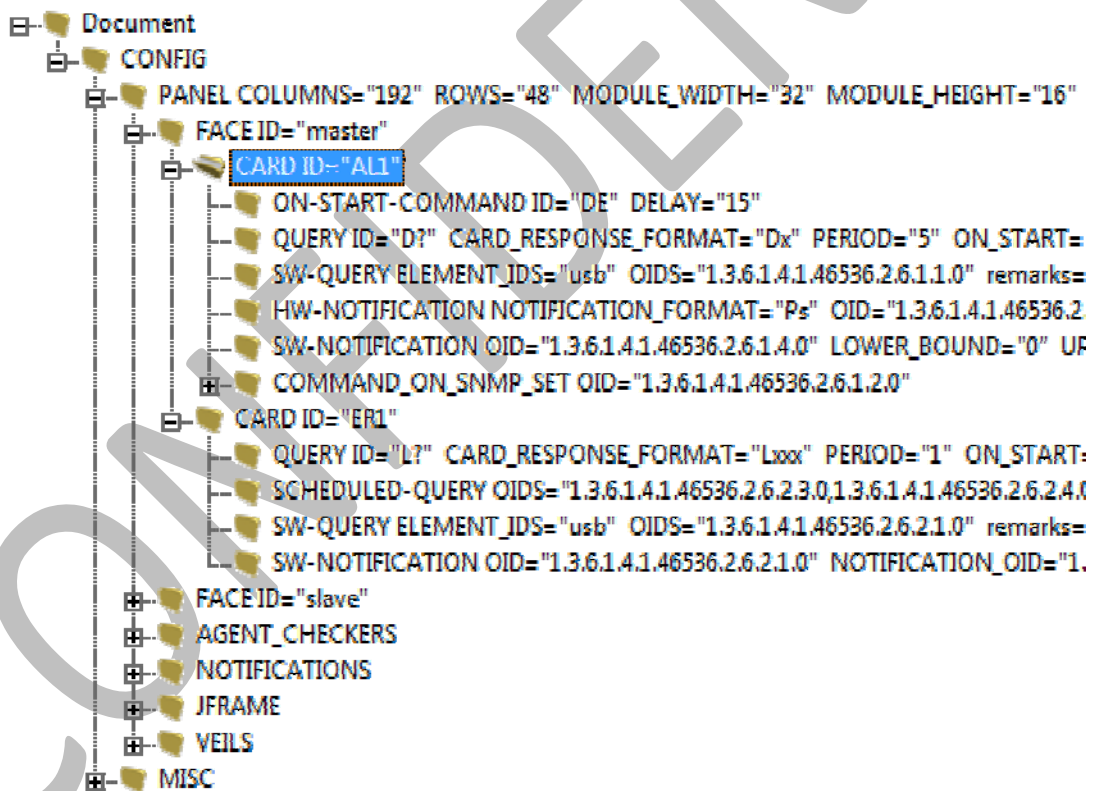 Document
CONFIG
PANEL COLUMNS="192" ROWS="48" MODULE_WIDTH="32" MODULE_HEIGHT="16"
FACE ID="master"
CARD ID="AL1"
ON-START-COMMAND ID="DE" DELAY="15"
QUERY ID="D?" CARD_RESPONSE_FORMAT="Dx" PERIOD="5" ON_START=
SW-QUERY ELEMENT_IDS="usb" OIDS="1.3.6.1.4.1.46536.2.6.1.1.0" remarks=
HW-NOTIFICATION NOTIFICATION_FORMAT="Ps" OID="1.3.6.1.4.1.46536.2.
SW-NOTIFICATION OID="1.3.6.1.4.1.46536.2.6.1.4.0" LOWER_BOUND="0" UP
COMMAND_ON_SNMP_SET OID="1.3.6.1.4.1.46536.2.6.1.2.0"
CARD ID="ER1"
QUERY ID="L?" CARD_RESPONSE_FORMAT="Lxxx" PERIOD="1" ON_START=
SCHEDULED-QUERY OIDS="1.3.6.1.4.1.46536.2.6.2.3.0,1.3.6.1.4.1.46536.2.6.2.4.0
SW-QUERY ELEMENT_IDS="usb" OIDS="1.3.6.1.4.1.46536.2.6.2.1.0" remarks=
SW-NOTIFICATION OID="1.3.6.1.4.1.46536.2.6.2.1.0" NOTIFICATION_OID="1.
FACE ID="slave"
AGENT_CHECKERS
NOTIFICATIONS
JFRAME
VEILS
MISC